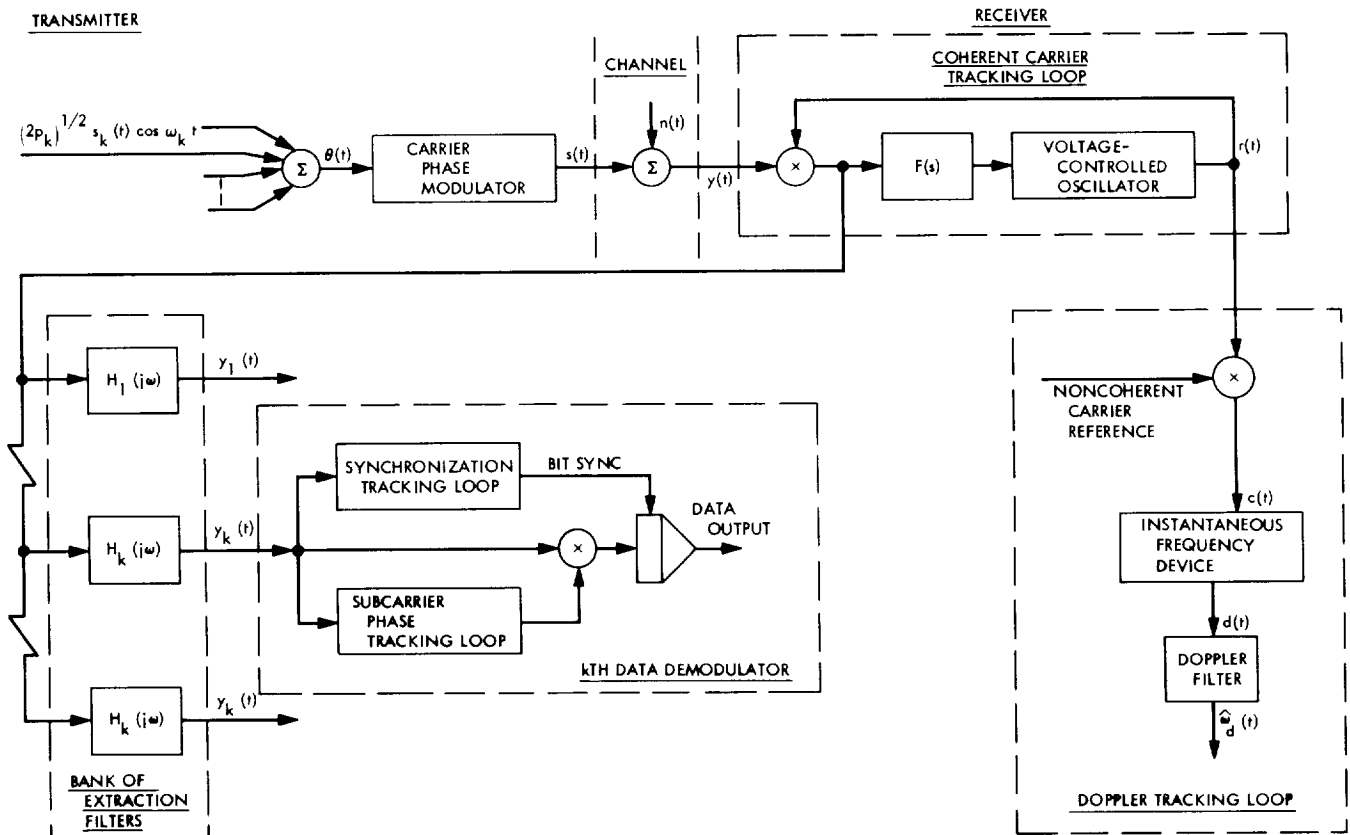 TRANSMITTER
RECEIVER
CHANNEL
COHERENT CARRIER
TRACKING LOOP
(2p_k)^{1/2} s_k (t) cos ω_k t
θ(t)
Σ
CARRIER
PHASE
MODULATOR
s(t)
n(t)
Σ
y(t)
×
F(s)
VOLTAGE-
CONTROLLED
OSCILLATOR
r(t)
H_1 (jω)
y_1 (t)
H_k (jω)
y_k (t)
H_k (jω)
y_k (t)
BANK OF
EXTRACTION
FILTERS
SYNCHRONIZATION
TRACKING LOOP
BIT SYNC
×
DATA
OUTPUT
SUBCARRIER
PHASE
TRACKING LOOP
kTH DATA DEMODULATOR
×
NONCOHERENT
CARRIER
REFERENCE
c(t)
INSTANTANEOUS
FREQUENCY
DEVICE
d(t)
DOPPLER
FILTER
ω̂_d (t)
DOPPLER TRACKING LOOP